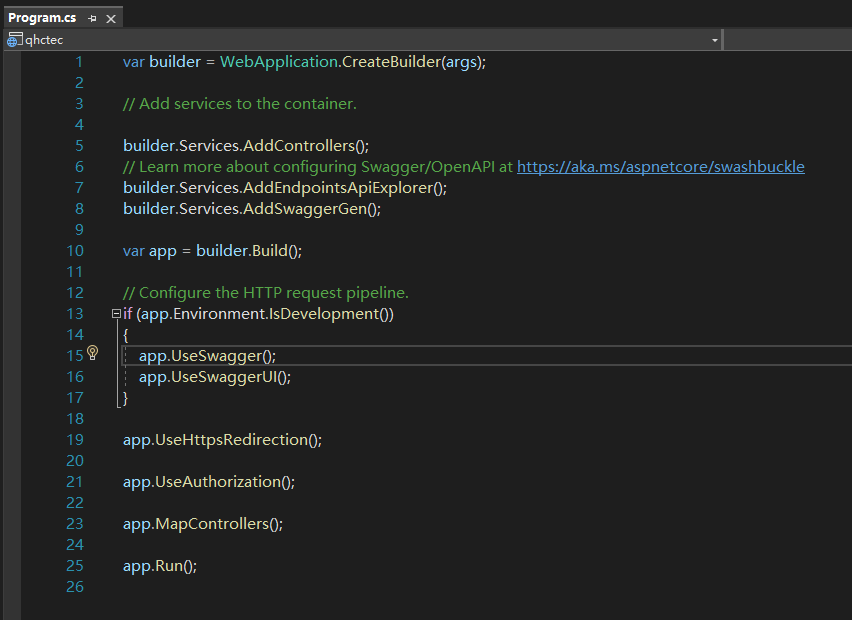 Program.cs
qhctec
1 var builder = WebApplication.CreateBuilder(args);
2
3 // Add services to the container.
4
5 builder.Services.AddControllers();
6 // Learn more about configuring Swagger/OpenAPI at https://aka.ms/aspnetcore/swashbuckle
7 builder.Services.AddEndpointsApiExplorer();
8 builder.Services.AddSwaggerGen();
9
10 var app = builder.Build();
11
12 // Configure the HTTP request pipeline.
13 if (app.Environment.IsDevelopment())
14 {
15 app.UseSwagger();
16 app.UseSwaggerUI();
17 }
18
19 app.UseHttpsRedirection();
20
21 app.UseAuthorization();
22
23 app.MapControllers();
24
25 app.Run();
26